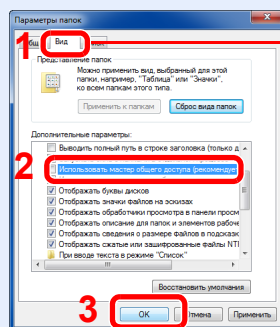 Параметры папок
1
Вид
Представление папок
Можно применить вид, выбранный для этой
папки, например, "Таблица" или "Значки",
ко всем папкам этого типа.
Применить к папкам
Сброс вида папок
Дополнительные параметры:
Выводить полный путь в строке заголовка (только д
2
Использовать мастер общего доступа (рекомендует
Отображать буквы дисков
Отображать значки файлов на эскизах
Отображать обработчики просмотра в панели просм
Отображать описание для папок и элементов рабоче
Отображать сведения о размере файлов в подсказк
Отображать сжатые или зашифрованные файлы NTI
При вводе текста в режиме "Список"
Восстановить умолчания
3
OK
Отмена
Применить